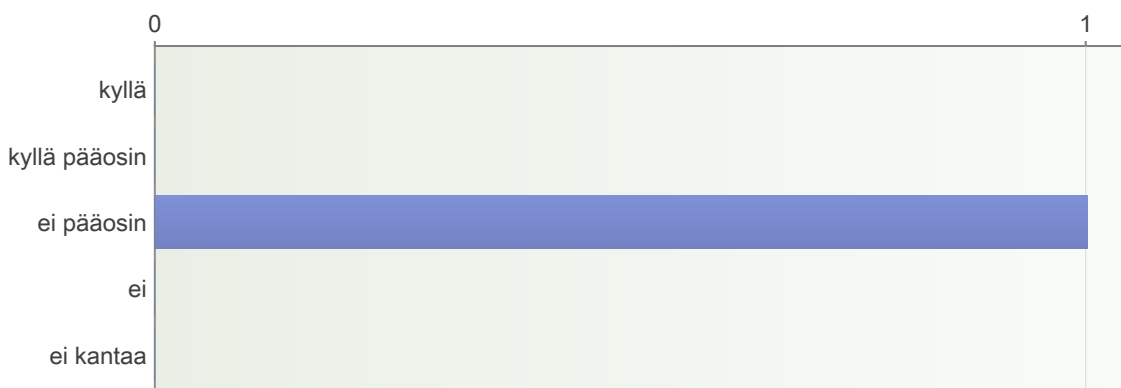 0 1
kyllä
kyllä pääosin
ei pääosin
ei
ei kantaa